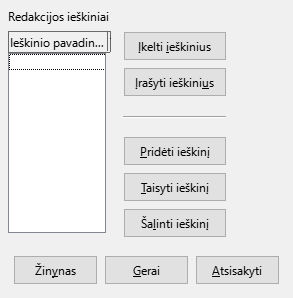 Redakcijos ieškiniai
Ieškinio pavadin...
Įkelti ieškinius
Įrašyti ieškinius
Pridėti ieškinį
Taisyti ieškinį
Šalinti ieškinį
Žinynas
Gerai
Atsisakyti